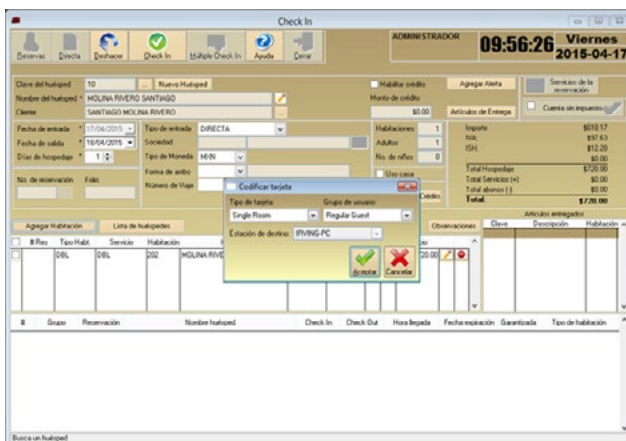 Check In
Reservas Directa Deshacer Check In Múltiple Check In Ayuda Cerrar
ADMINISTRADOR
09:56:26 Viernes
2015-04-17
Clave del huésped 10 ... Nuevo Huésped
Nombre del huésped * MOLINA RIVERO SANTIAGO
Cliente SANTIAGO MOLINA RIVERO
Habilitar crédito Agregar Alerta
Monto de crédito
$0.00 Artículos de Entrega
Servicios de la reservación
Cuenta sin impuesto
Fecha de entrada * 17/04/2015 Tipo de entrada DIRECTA
Fecha de salida * 18/04/2015 Sociedad
Días de hospedaje * 1 Tipo de Moneda MXN
Forma de ambo
No. de reservación Folio Número de Viaje
Habitaciones 1
Adultos 1
No. de niños 0
Uso casa
Crédito
Importe $610.17
IVA: $97.63
ISH: $12.20
$0.00
Total Hospedaje $720.00
Total Servicios (+): $0.00
Total abonos (-) $0.00
Total: $720.00
Codificar tarjeta
Tipo de tarjeta: Grupo de usuario:
Single Room Regular Guest
Estación de destino: IRVING-PC
Aceptar Cancelar
Agregar Habitación Lista de huéspedes Observaciones
Artículos entregados
Clave Descripción Habitación
# Res Tipo Habt. Servicio Habitación
DBL DBL 202 MOLINA RIVE 720.00
# Grupo Reservación Nombre huésped Check In Check Out Hora llegada Fecha expiración Garantizada Tipo de habitación
Busca un huésped